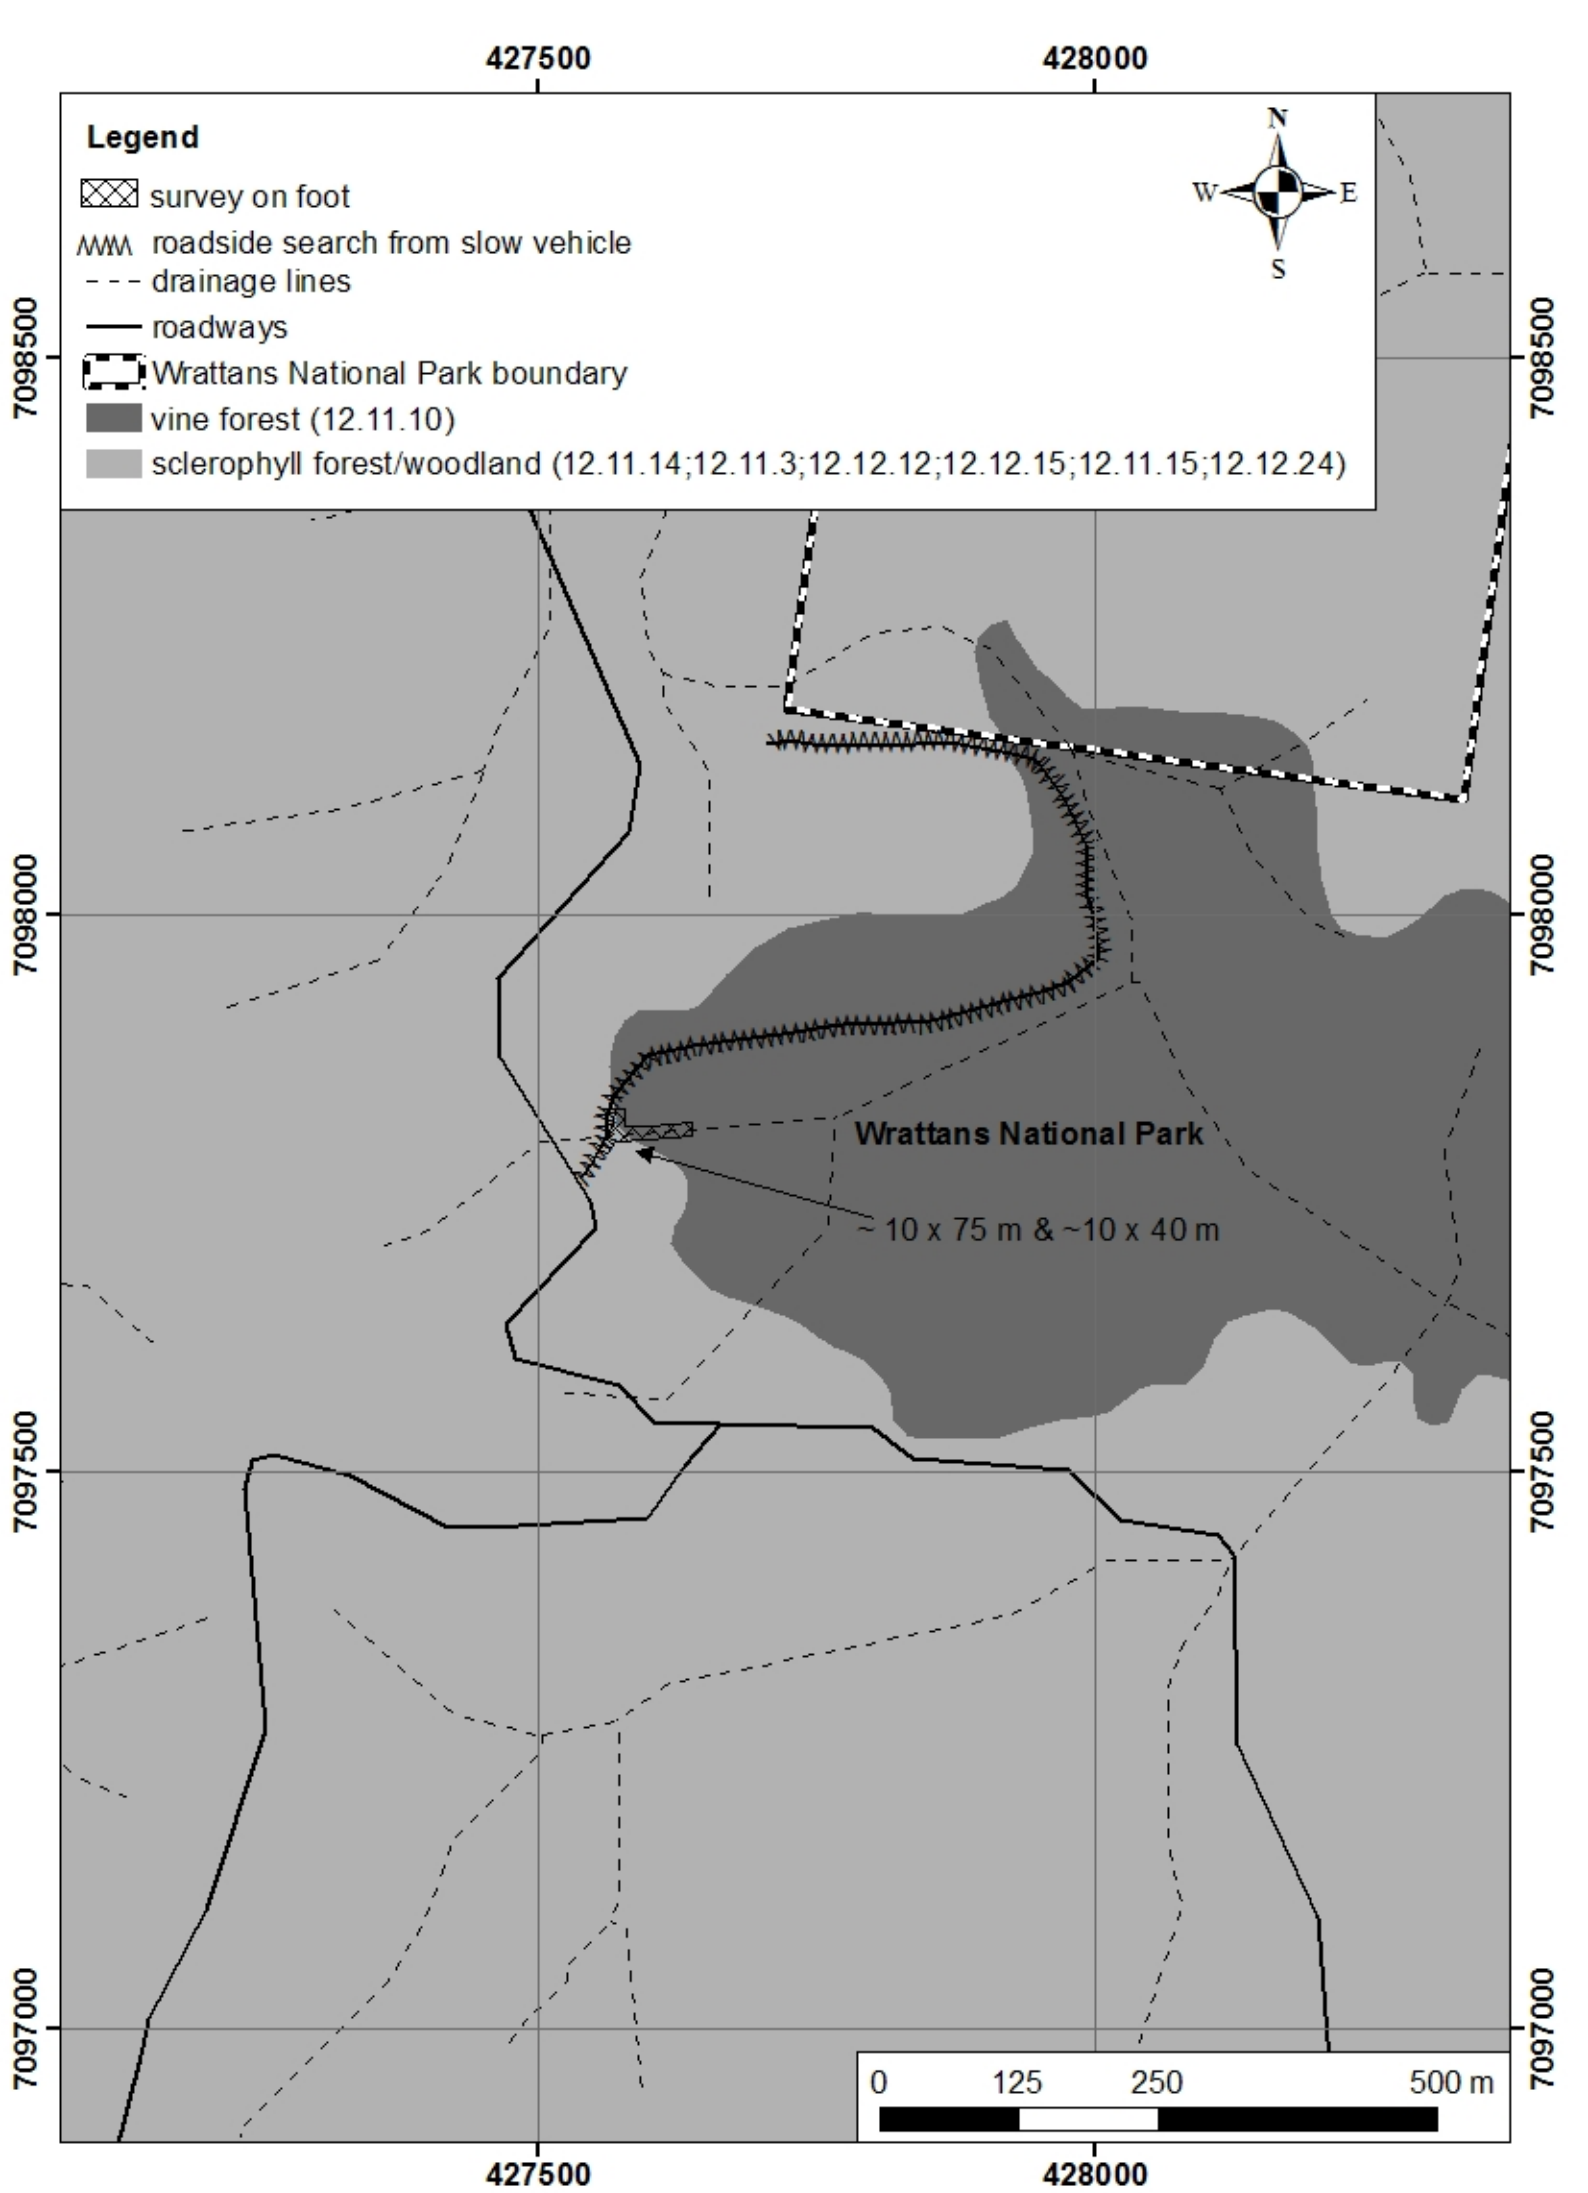 427500 428000
Legend
N
survey on foot
W E
roadside search from slow vehicle
S
drainage lines
roadways
7098500 7098500
Wrattans National Park boundary
vine forest (12.11.10)
sclerophyll forest/woodland (12.11.14;12.11.3;12.12.12;12.12.15;12.11.15;12.12.24)
7098000 7098000
Wrattans National Park
~ 10 x 75 m & ~10 x 40 m
7097500 7097500
7097000 7097000
0 125 250 500 m
427500 428000